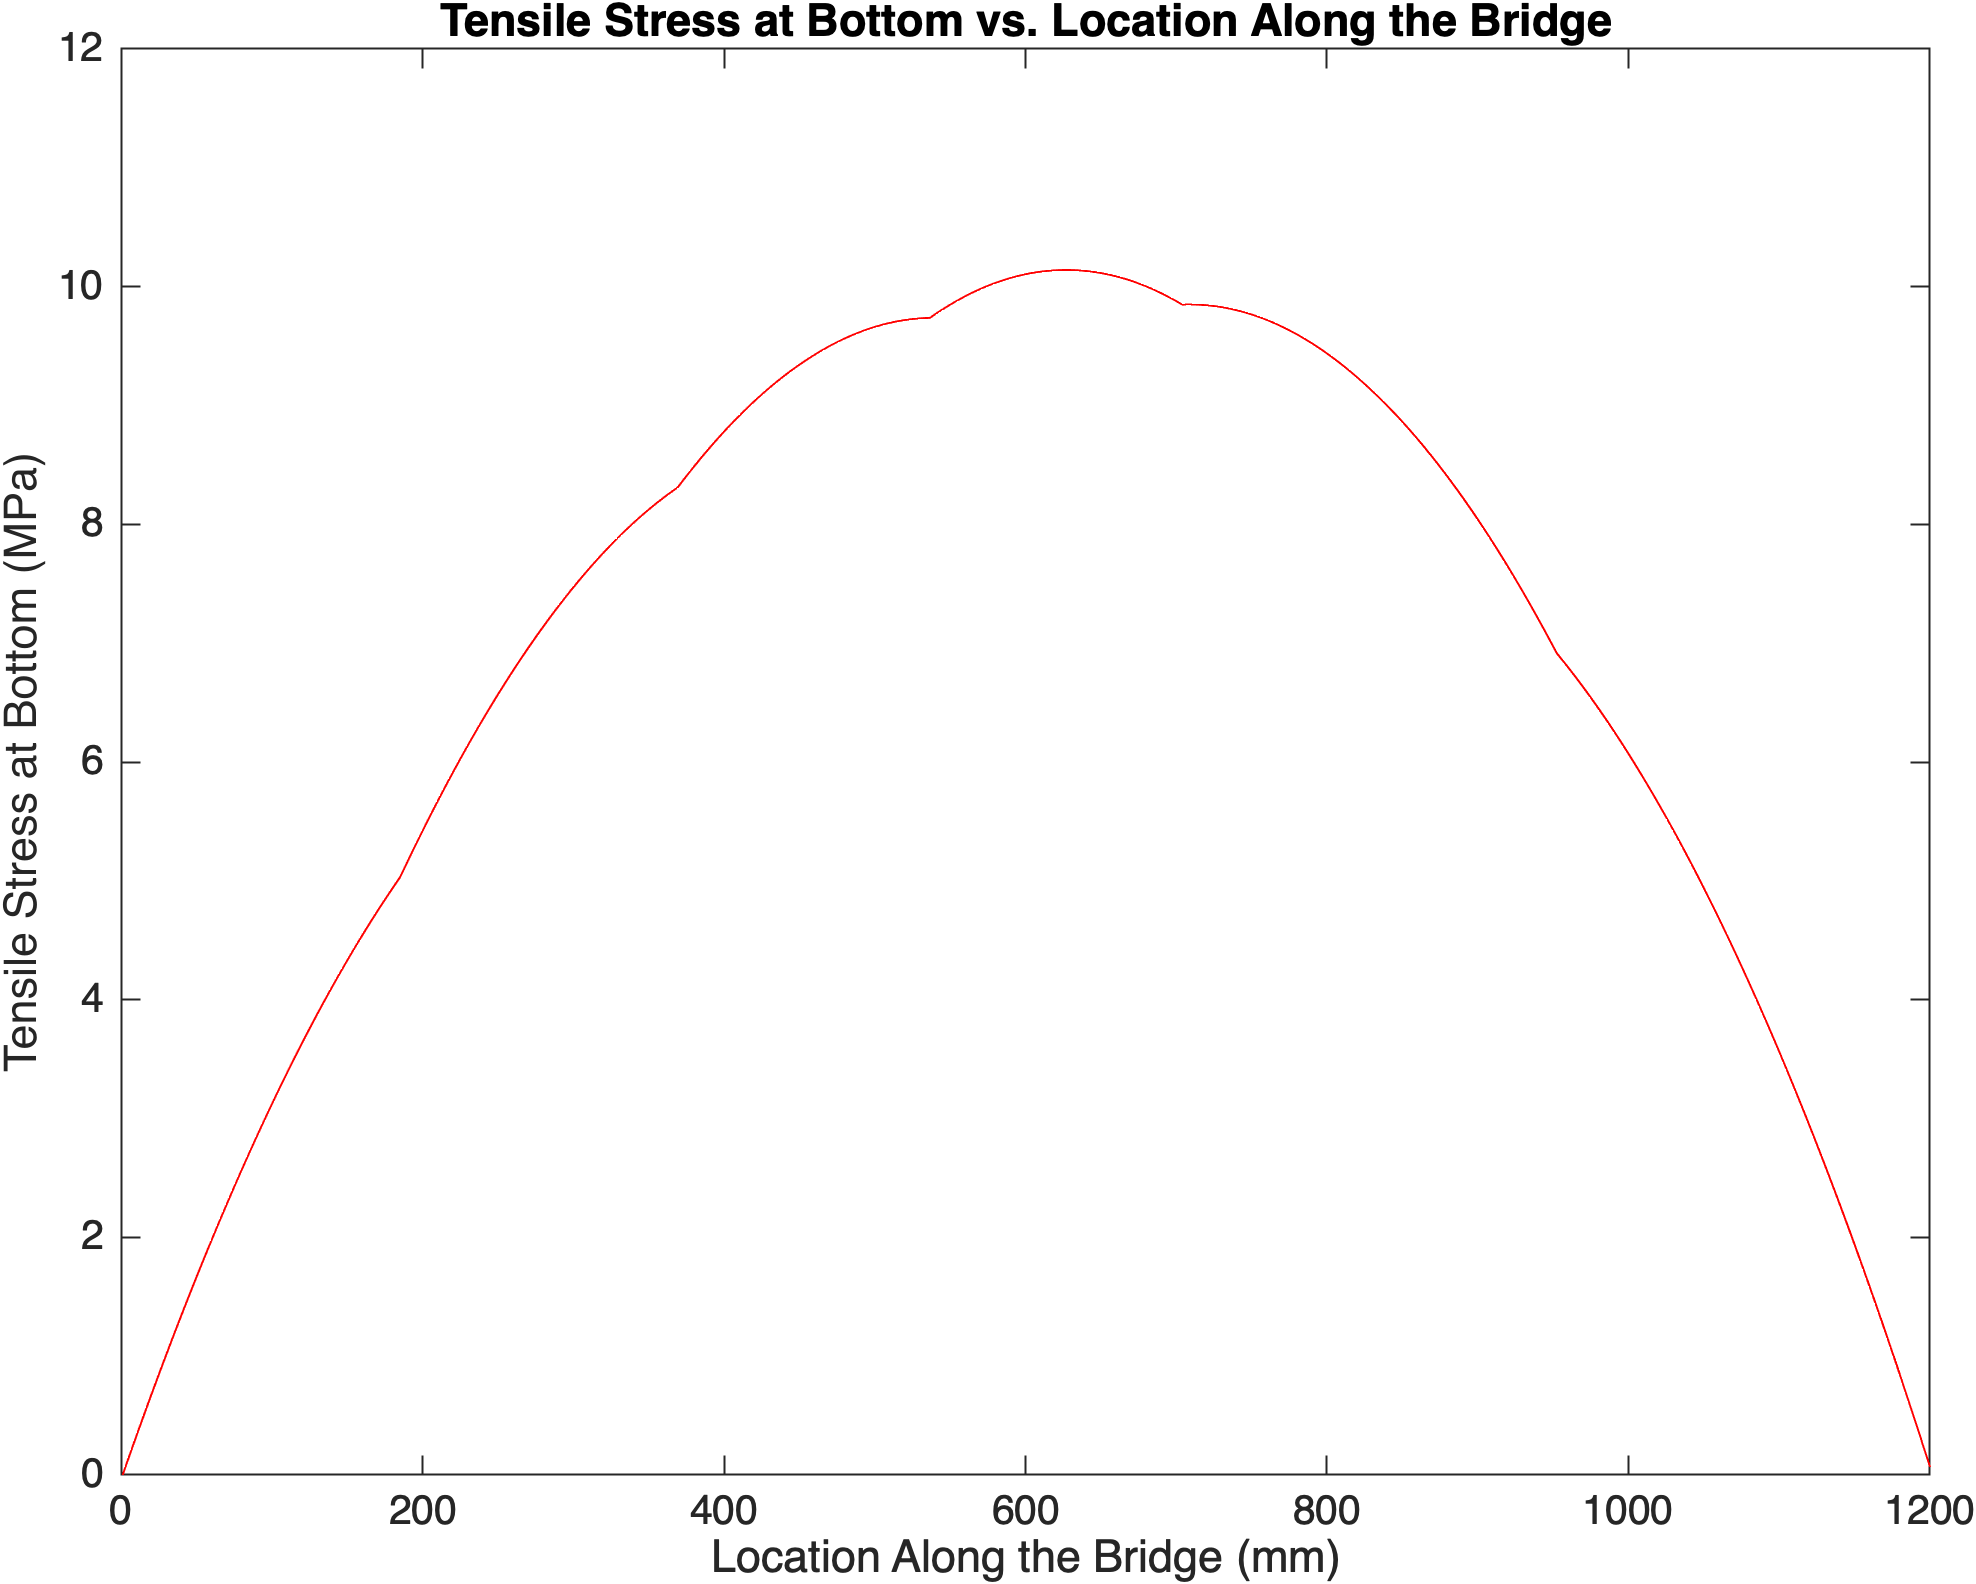 Tensile Stress at Bottom vs. Location Along the Bridge
12
10
8
6
4
2
0
Tensile Stress at Bottom (MPa)
0 200 400 600 800 1000 1200
Location Along the Bridge (mm)